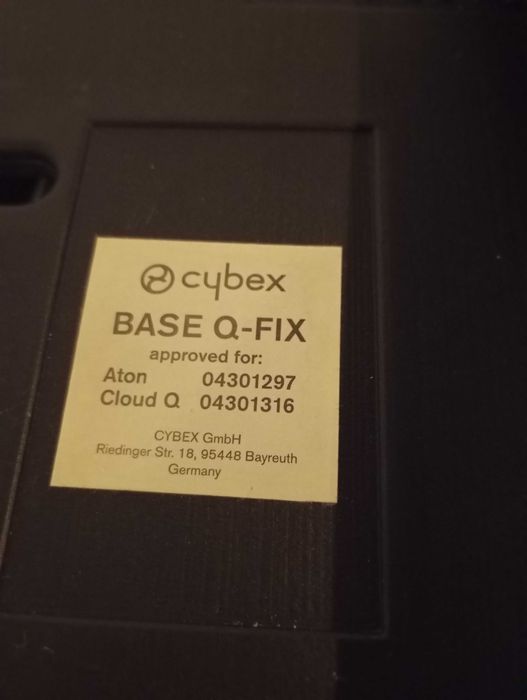 cybex
BASE Q-FIX
approved for:
Aton 04301297
Cloud Q 04301316
CYBEX GmbH
Riedinger Str. 18, 95448 Bayreuth
Germany